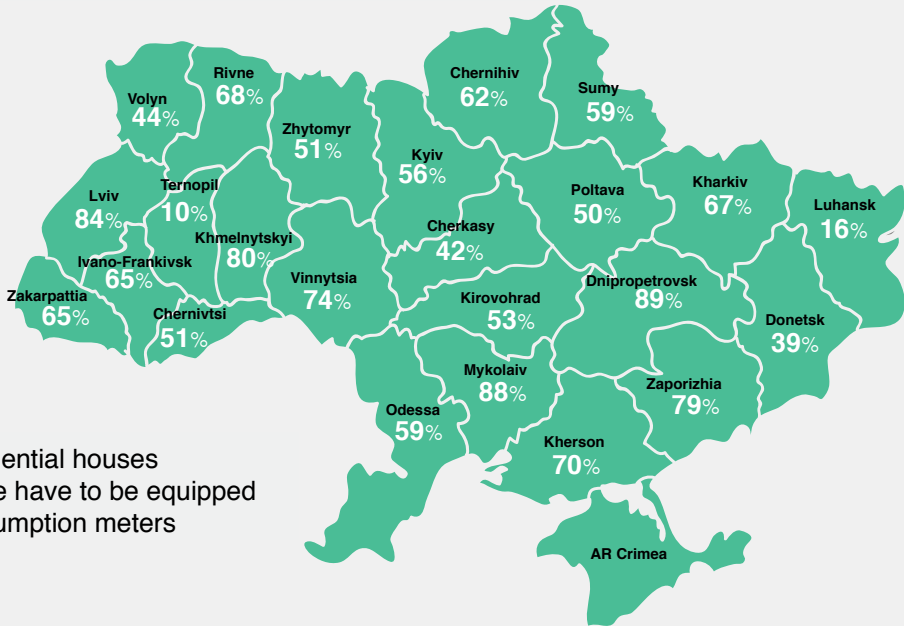 Rivne
68%
Volyn
44%
Chernihiv
62%
Sumy
59%
Zhytomyr
51%
Kyiv
56%
Lviv
84%
Ternopil
10%
Poltava
50%
Kharkiv
67%
Luhansk
16%
Khmelnytskyi
80%
Cherkasy
42%
Ivano-Frankivsk
65%
Vinnytsia
74%
Dnipropetrovsk
89%
Zakarpattia
65%
Chernivtsi
51%
Kirovohrad
53%
Donetsk
39%
Mykolaiv
88%
Zaporizhia
79%
Odessa
59%
Kherson
70%
ential houses
e have to be equipped
umption meters
AR Crimea